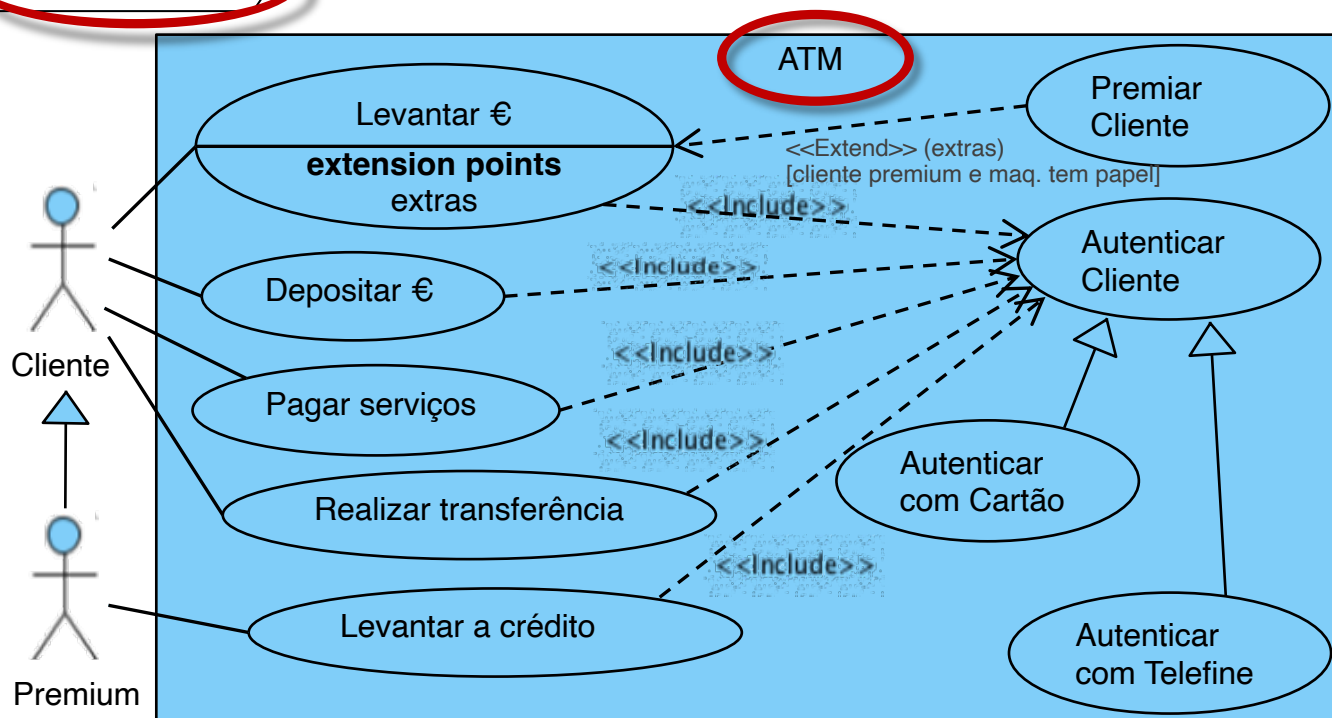 ATM
Levantar €
extension points
extras
Premiar
Cliente
<<Extend>> (extras)
[cliente premium e maq. tem papel]
<<Include>>
Autenticar
Cliente
<<Include>>
Depositar €
Cliente
<<Include>>
Pagar serviços
<<Include>>
Autenticar
com Cartão
Realizar transferência
<<Include>>
Levantar a crédito
Autenticar
com Telefine
Premium